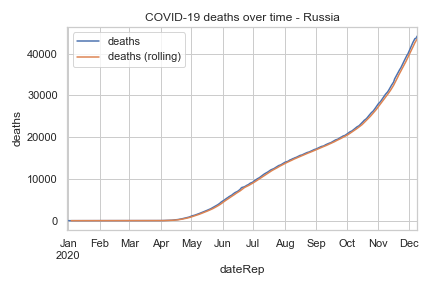 COVID-19 deaths over time - Russia
deaths
deaths (rolling)
40000
30000
20000
10000
0
deaths
Jan Feb Mar Apr May Jun Jul Aug Sep Oct Nov Dec
2020
dateRep